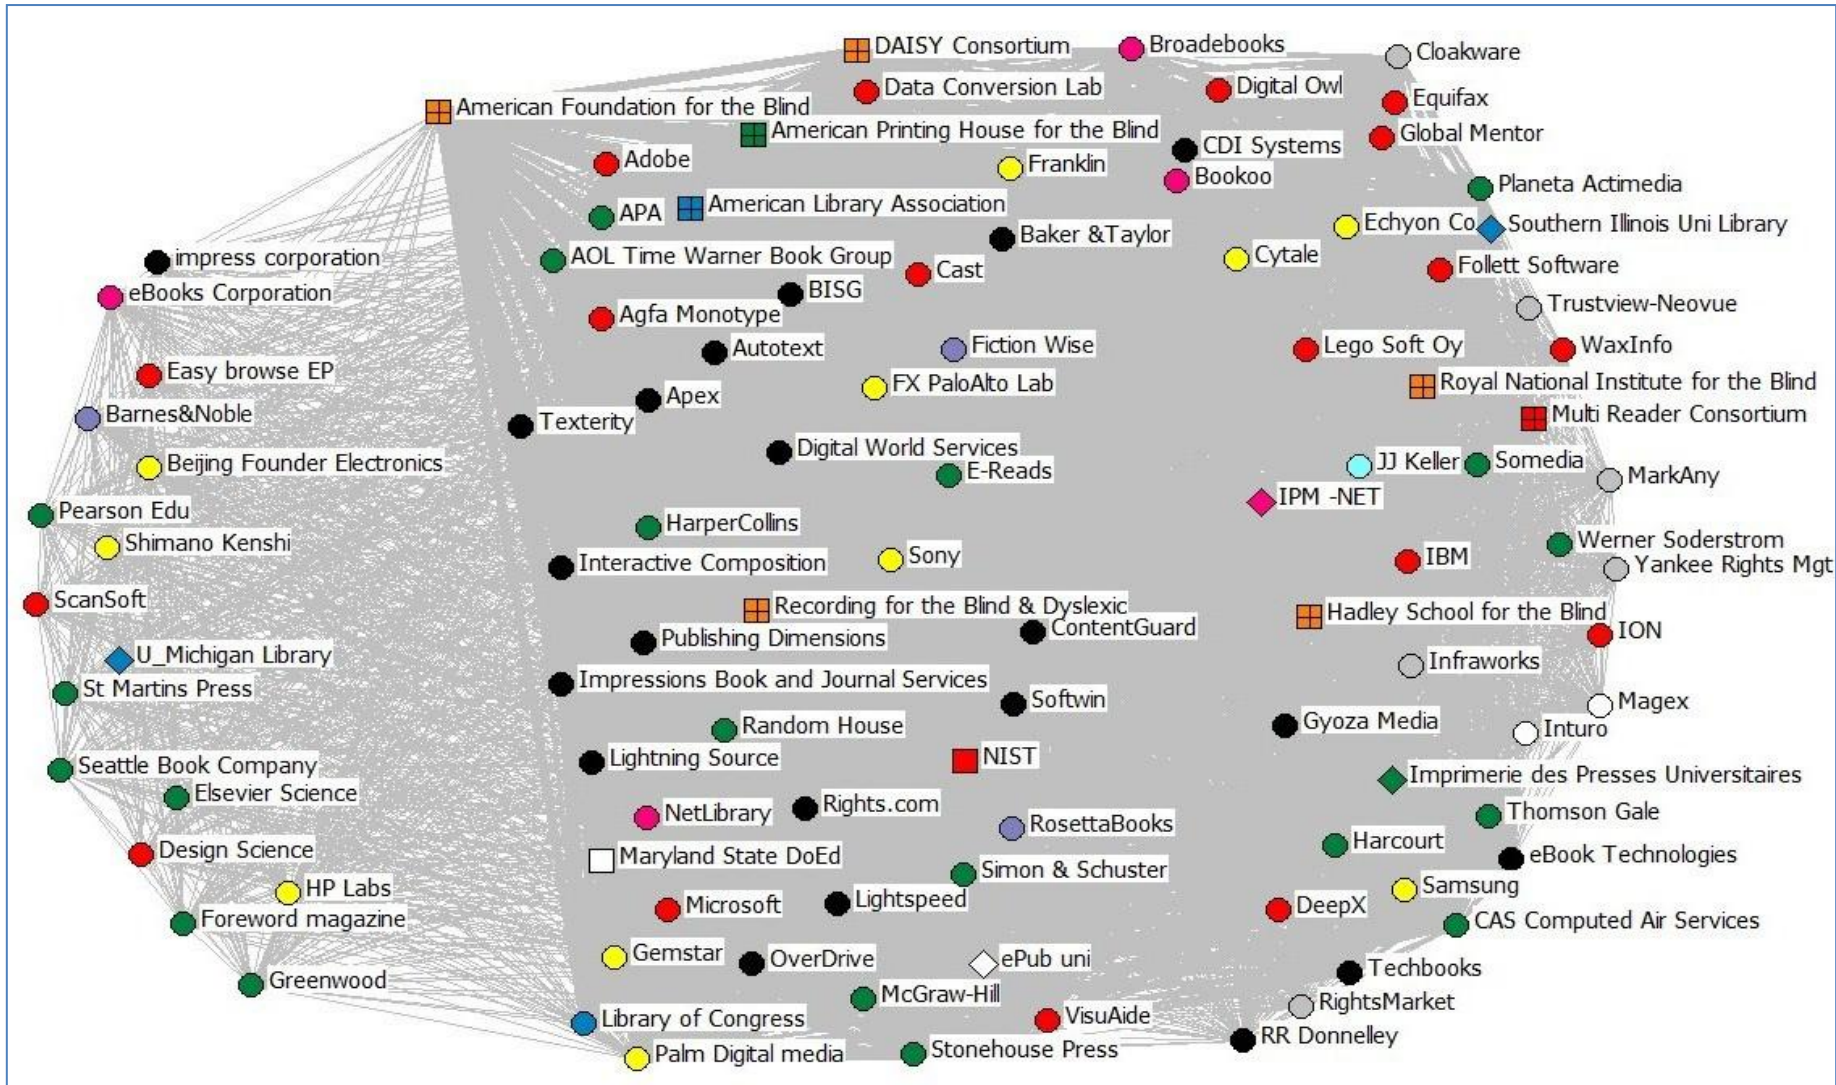 DAISY Consortium
Broadebooks
Cloakware
Data Conversion Lab
Digital Owl
Equifax
American Foundation for the Blind
American Printing House for the Blind
Global Mentor
CDI Systems
Adobe
Franklin
Bookoo
Planeta Actimedia
APA
American Library Association
Echyon Co
Southern Illinois Uni Library
Baker &Taylor
impress corporation
AOL Time Warner Book Group
Cytale
Follett Software
Cast
eBooks Corporation
BISG
Trustview-Neovue
Agfa Monotype
Autotext
Fiction Wise
Lego Soft Oy
WaxInfo
Easy browse EP
FX PaloAlto Lab
Royal National Institute for the Blind
Apex
Barnes&Noble
Texterity
Multi Reader Consortium
Digital World Services
Beijing Founder Electronics
E-Reads
JJ Keller
Somedia
MarkAny
IPM -NET
Pearson Edu
HarperCollins
Shimano Kenshi
Werner Soderstrom
Interactive Composition
Sony
IBM
Yankee Rights Mgt
ScanSoft
Recording for the Blind & Dyslexic
Hadley School for the Blind
ContentGuard
ION
Publishing Dimensions
U_Michigan Library
Infraworks
St Martins Press
Impressions Book and Journal Services
Softwin
Magex
Random House
Gyoza Media
Inturo
Seattle Book Company
Lightning Source
NIST
Imprimerie des Presses Universitaires
Elsevier Science
NetLibrary
Rights.com
RosettaBooks
Thomson Gale
Harcourt
Design Science
Maryland State DoEd
eBook Technologies
Simon & Schuster
HP Labs
Samsung
Foreword magazine
Microsoft
Lightspeed
DeepX
CAS Computed Air Services
Gemstar
OverDrive
ePub uni
Techbooks
Greenwood
McGraw-Hill
RightsMarket
Library of Congress
VisuAide
RR Donnelley
Palm Digital media
Stonehouse Press